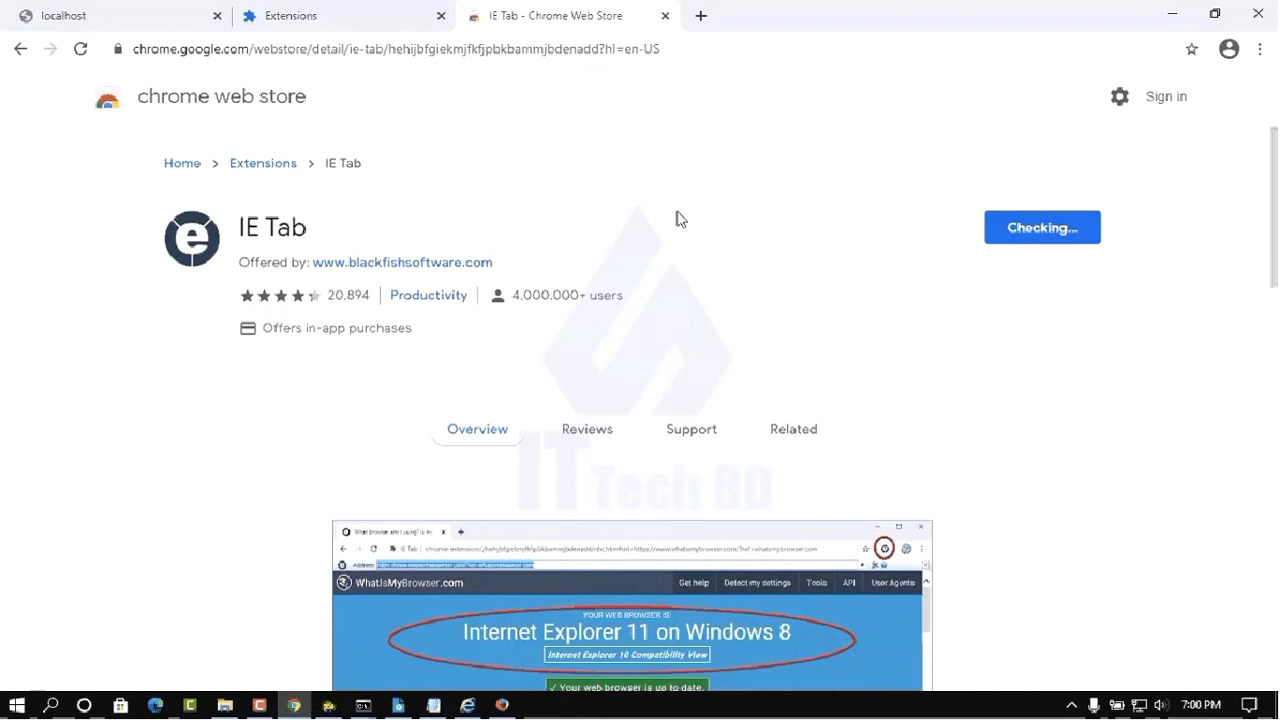 localhost
Extensions
IE Tab - Chrome Web Store
chrome.google.com/webstore/detail/ie-tab/hehijbfgiekmjfkfjpbkbammjbdenadd?hl=en-US
chrome web store
Sign in
Home > Extensions > IE Tab
IE Tab
Checking...
Offered by: www.blackfishsoftware.com
20,894 Productivity 4,000,000+ users
Offers in-app purchases
Overview Reviews Support Related
IT Tech BD
WhatIsMyBrowser.com Get help Detect my settings Tools API User Agents
YOUR WEB BROWSER IS:
Internet Explorer 11 on Windows 8
Internet Explorer 10 Compatibility View
✓ Your web browser is up to date.
7:00 PM